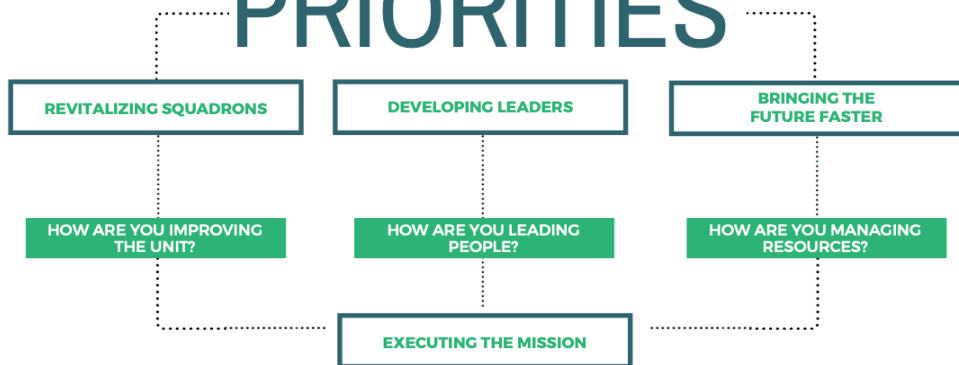 PRIORITIES
REVITALIZING SQUADRONS
DEVELOPING LEADERS
BRINGING THE
FUTURE FASTER
HOW ARE YOU IMPROVING
THE UNIT?
HOW ARE YOU LEADING
PEOPLE?
HOW ARE YOU MANAGING
RESOURCES?
EXECUTING THE MISSION